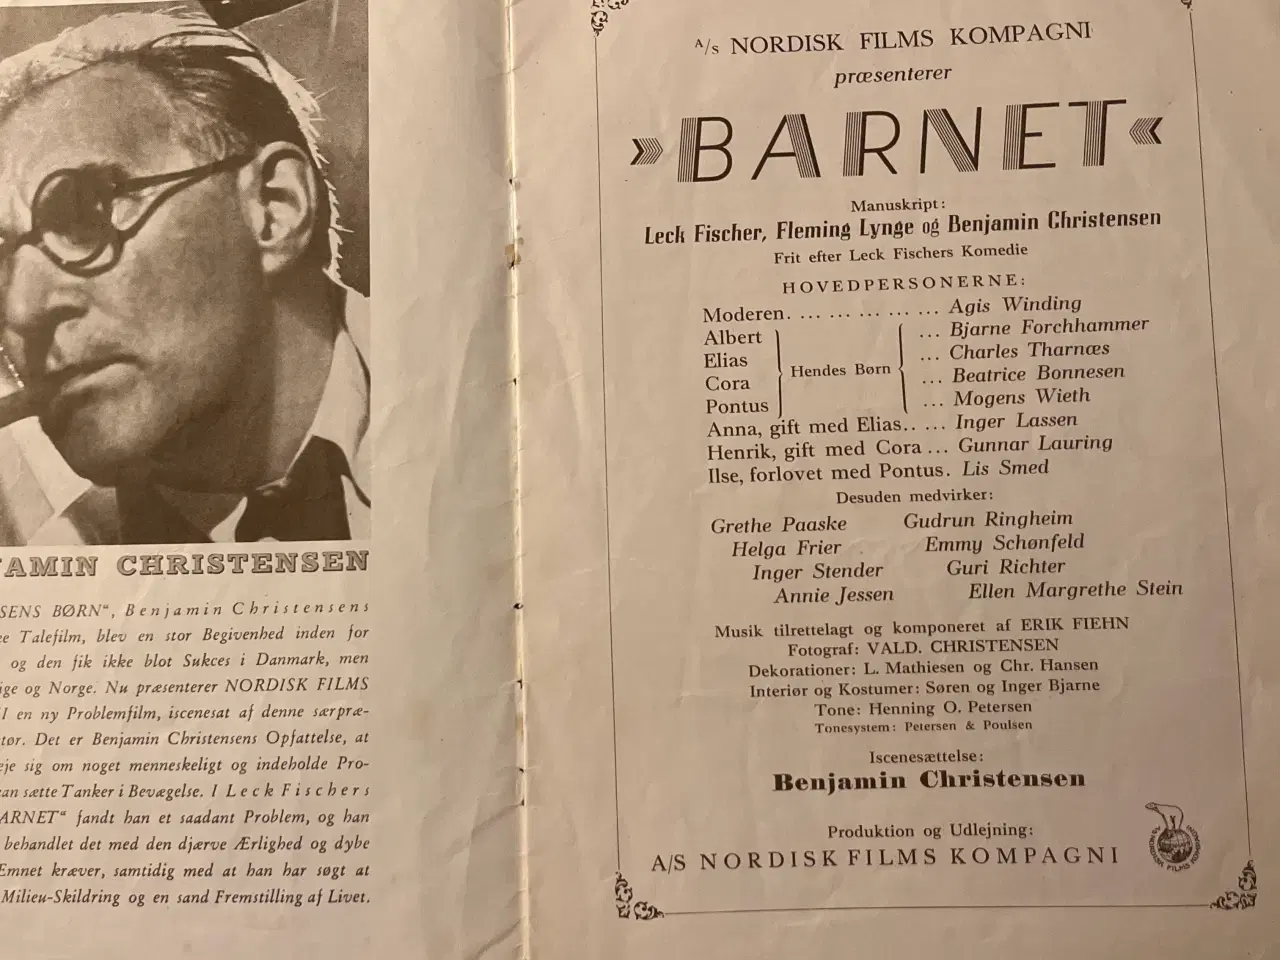 AMIN CHRISTENSEN
SENS BØRN“, Benjamin Christensens
Talefilm, blev en stor Begivenhed inden for
og den fik ikke blot Sukces i Danmark, men
ige og Norge. Nu præsenterer NORDISK FILMS
en ny Problemfilm, iscenesat af denne særpræ-
tør. Det er Benjamin Christensens Opfattelse, at
eje sig om noget menneskeligt og indeholde Pro-
an sætte Tanker i Bevægelse. I Leck Fischers
ARNET“ fandt han et saadant Problem, og han
behandlet det med den djærve Ærlighed og dybe
Emnet kræver, samtidig med at han har søgt at
Milieu-Skildring og en sand Fremstilling af Livet.
A/s NORDISK FILMS KOMPAGNI
præsenterer
»BARNET«
Manuskript:
Leck Fischer, Fleming Lynge og Benjamin Christensen
Frit efter Leck Fischers Komedie
HOVEDPERSONERNE:
Moderen. ... ... ... ... ... Agis Winding
Albert ... Bjarne Forchhammer
Elias ... Charles Tharnæs
Hendes Børn
Cora ... Beatrice Bonnesen
Pontus ... Mogens Wieth
Anna, gift med Elias.. ... Inger Lassen
Henrik, gift med Cora ... Gunnar Lauring
Ilse, forlovet med Pontus. Lis Smed
Desuden medvirker:
Grethe Paaske Gudrun Ringheim
Helga Frier Emmy Schønfeld
Inger Stender Guri Richter
Annie Jessen Ellen Margrethe Stein
Musik tilrettelagt og komponeret af ERIK FIEHN
Fotograf: VALD. CHRISTENSEN
Dekorationer: L. Mathiesen og Chr. Hansen
Interiør og Kostumer: Søren og Inger Bjarne
Tone: Henning O. Petersen
Tonesystem: Petersen & Poulsen
Iscenesættelse:
Benjamin Christensen
Produktion og Udlejning:
A/S NORDISK FILMS KOMPAGNI